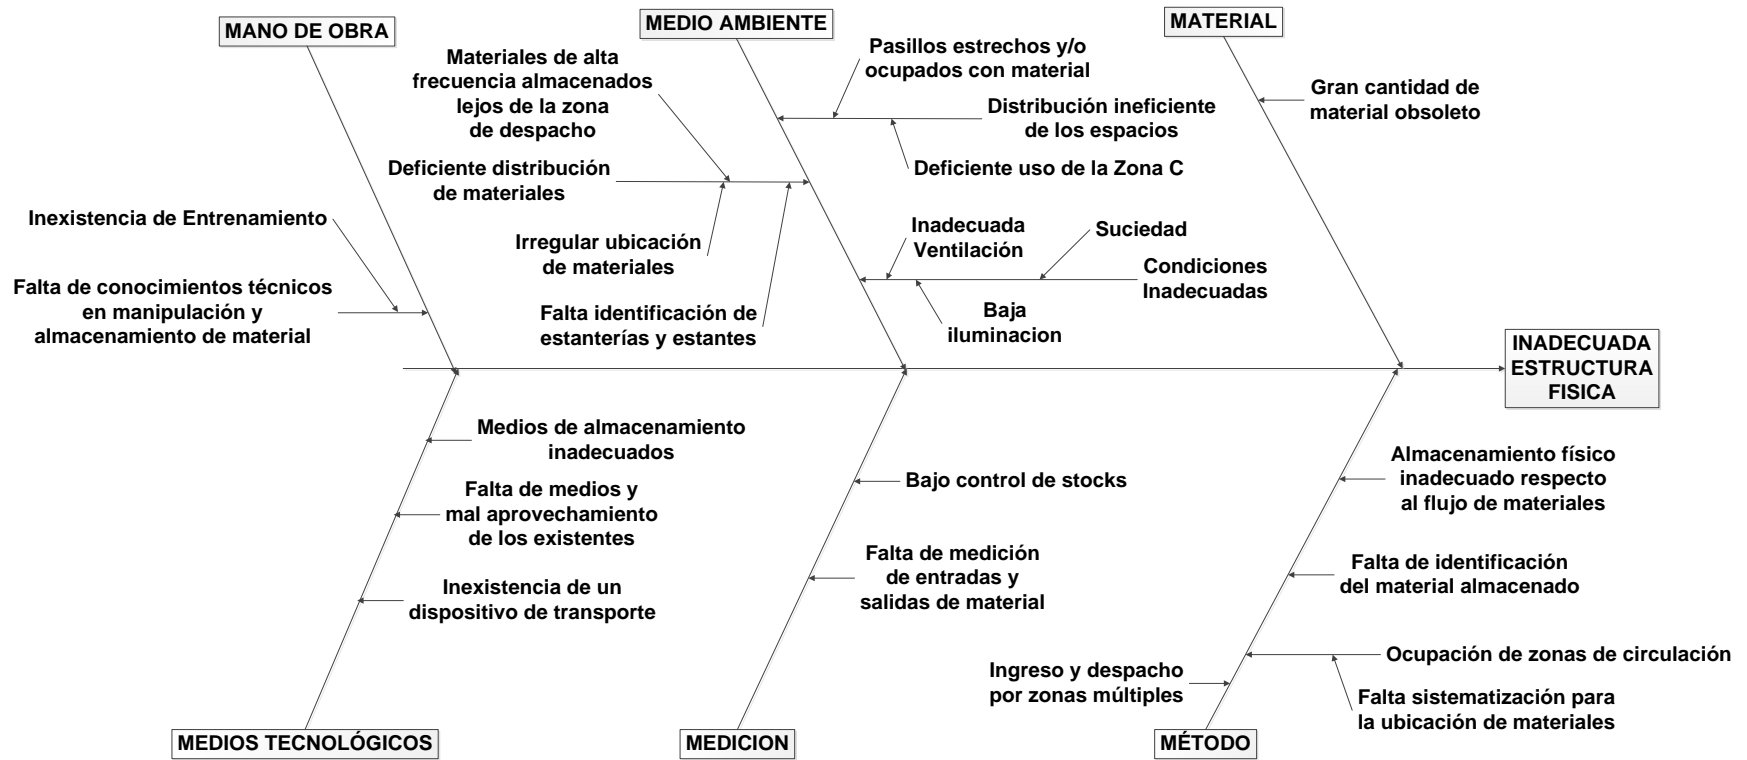 MANO DE OBRA
MEDIO AMBIENTE
MATERIAL
Materiales de alta
frecuencia almacenados
lejos de la zona
de despacho
Pasillos estrechos y/o
ocupados con material
Gran cantidad de
material obsoleto
Distribución ineficiente
de los espacios
Deficiente distribución
de materiales
Deficiente uso de la Zona C
Inexistencia de Entrenamiento
Irregular ubicación
de materiales
Inadecuada
Ventilación
Suciedad
Condiciones
Inadecuadas
Falta de conocimientos técnicos
en manipulación y
almacenamiento de material
Falta identificación de
estanterías y estantes
Baja
iluminacion
INADECUADA
ESTRUCTURA
FISICA
Medios de almacenamiento
inadecuados
Falta de medios y
mal aprovechamiento
de los existentes
Inexistencia de un
dispositivo de transporte
Bajo control de stocks
Falta de medición
de entradas y
salidas de material
Almacenamiento físico
inadecuado respecto
al flujo de materiales
Falta de identificación
del material almacenado
Ocupación de zonas de circulación
Ingreso y despacho
por zonas múltiples
Falta sistematización para
la ubicación de materiales
MEDIOS TECNOLÓGICOS
MEDICION
MÉTODO